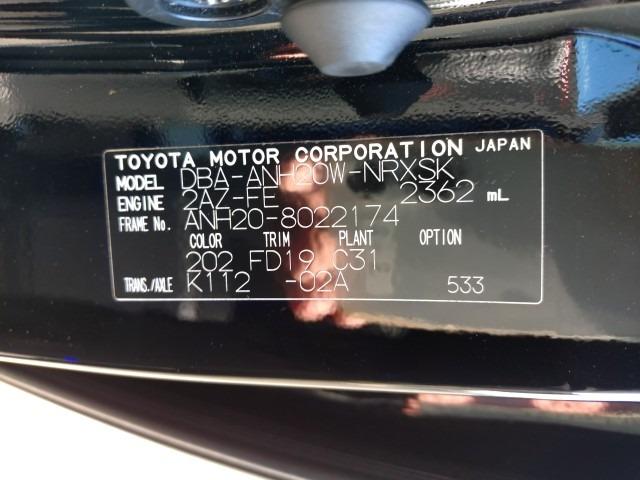 TOYOTA MOTOR CORPORATION JAPAN
MODEL DBA-ANH20W-NRXSK
ENGINE 2AZ-FE 2362 mL
FRAME No. ANH20-8022174
COLOR TRIM PLANT OPTION
202 FD19 C31
TRANS./AXLE K112 -02A 533